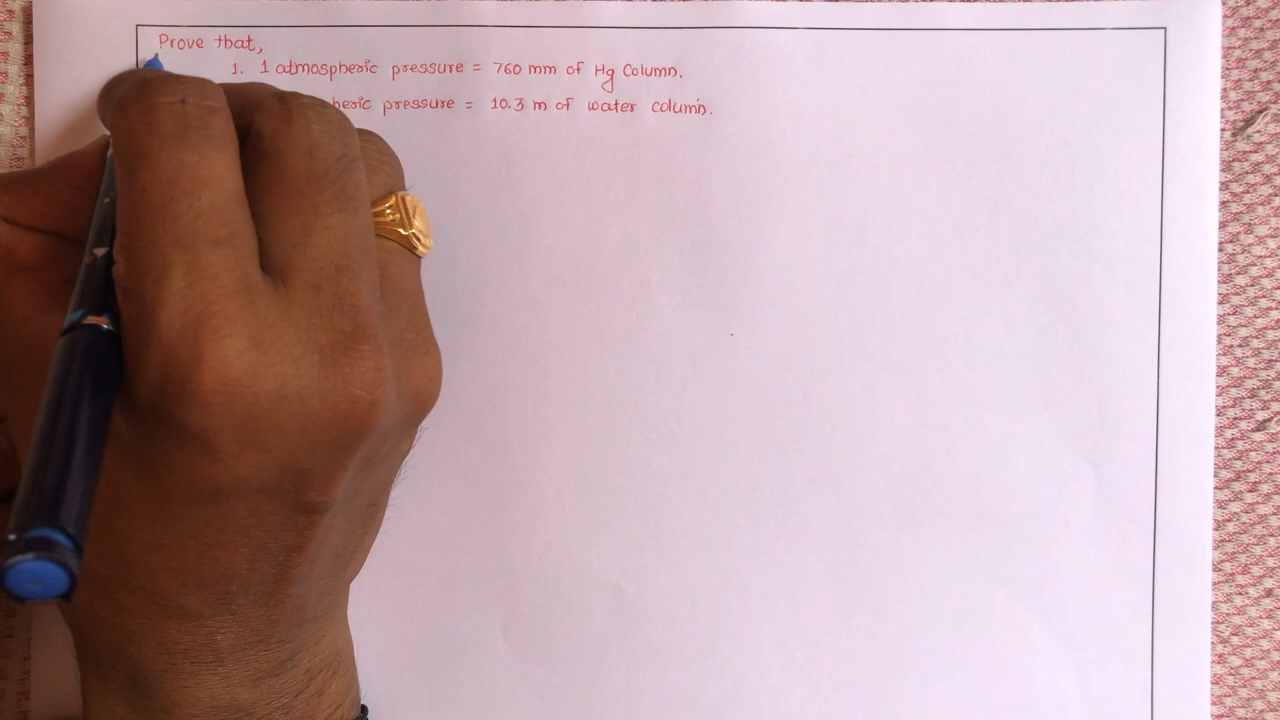 Prove that,
1. 1 atmospheric pressure = 760 mm of Hg Column.
pressure = 10.3 m of water column.